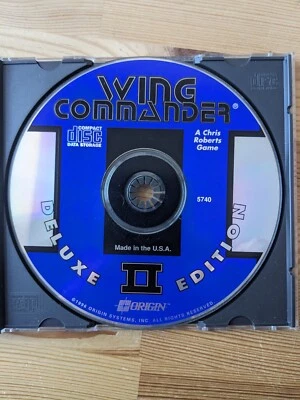 WING
COMMANDER®
COMPACT
disc
DATA STORAGE
A Chris
Roberts
Game
5740
Made in the U.S.A.
DELUXE
II
EDITION
ORIGIN™
©1994 ORIGIN SYSTEMS, INC ALL RIGHTS RESERVED